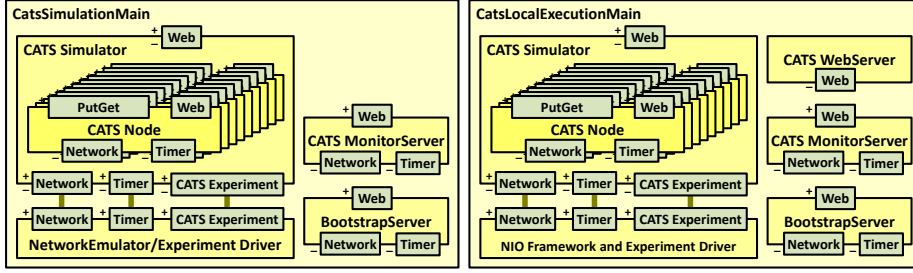 CatsSimulationMain
+
−
Web
CATS Simulator
+ + + + + + + + +
PutGet
Web
CATS Node
−
Network
−
Timer
+
−
Network
+
−
Timer
+
−
CATS Experiment
+
Network
+
Timer
+
CATS Experiment
NetworkEmulator/Experiment Driver
+
Web
CATS MonitorServer
−
Network
−
Timer
+
Web
BootstrapServer
−
Network
−
Timer
CatsLocalExecutionMain
+
−
Web
CATS Simulator
+ + + + + + + + +
PutGet
Web
CATS Node
−
Network
−
Timer
+
−
Network
+
−
Timer
+
−
CATS Experiment
+
Network
+
Timer
+
CATS Experiment
NIO Framework and Experiment Driver
CATS WebServer
−
Web
+
Web
CATS MonitorServer
−
Network
−
Timer
+
Web
BootstrapServer
−
Network
−
Timer